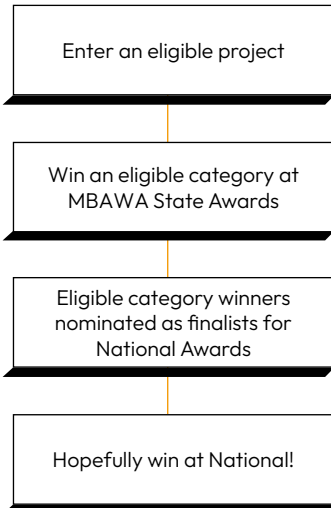 Enter an eligible project
Win an eligible category at
MBAWA State Awards
Eligible category winners
nominated as finalists for
National Awards
Hopefully win at National!